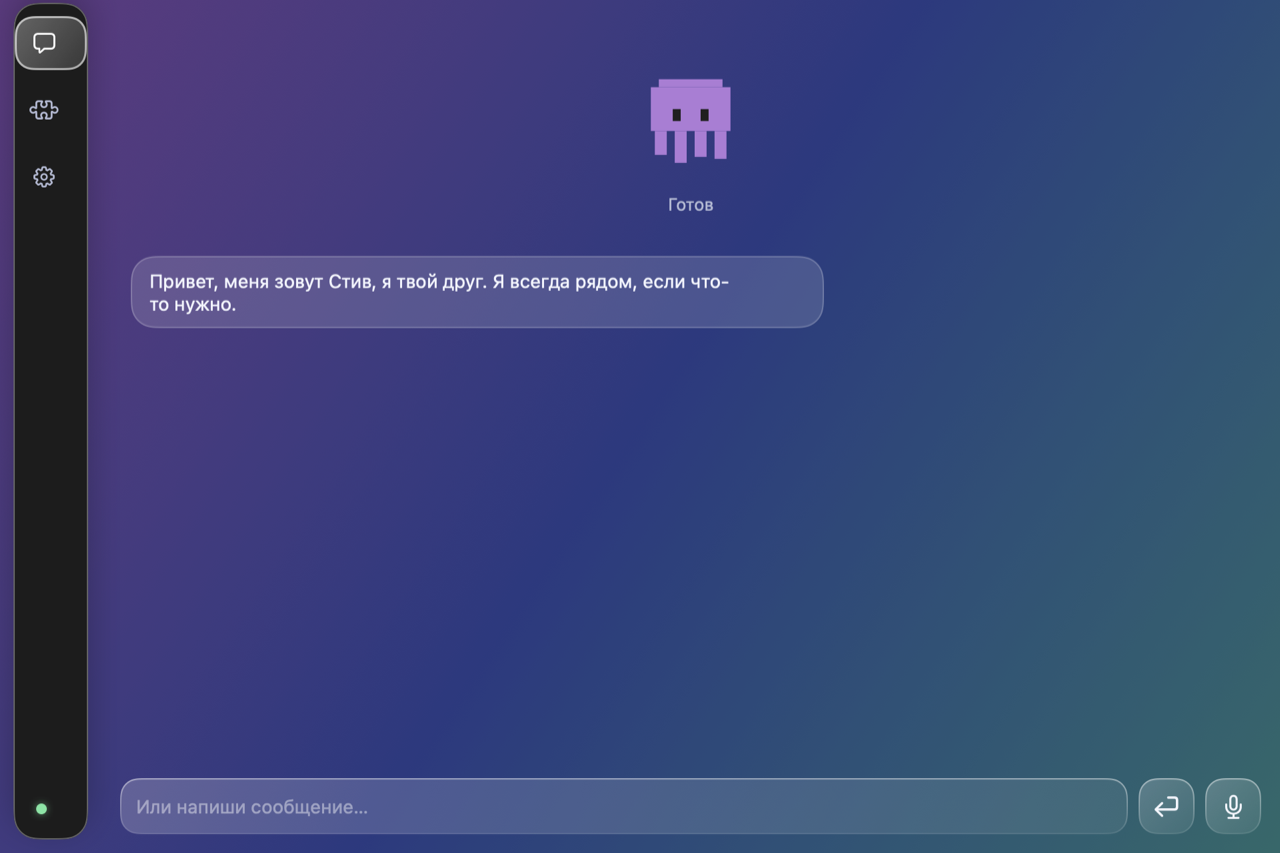 Готов
Привет, меня зовут Стив, я твой друг. Я всегда рядом, если что-
то нужно.
Или напиши сообщение...